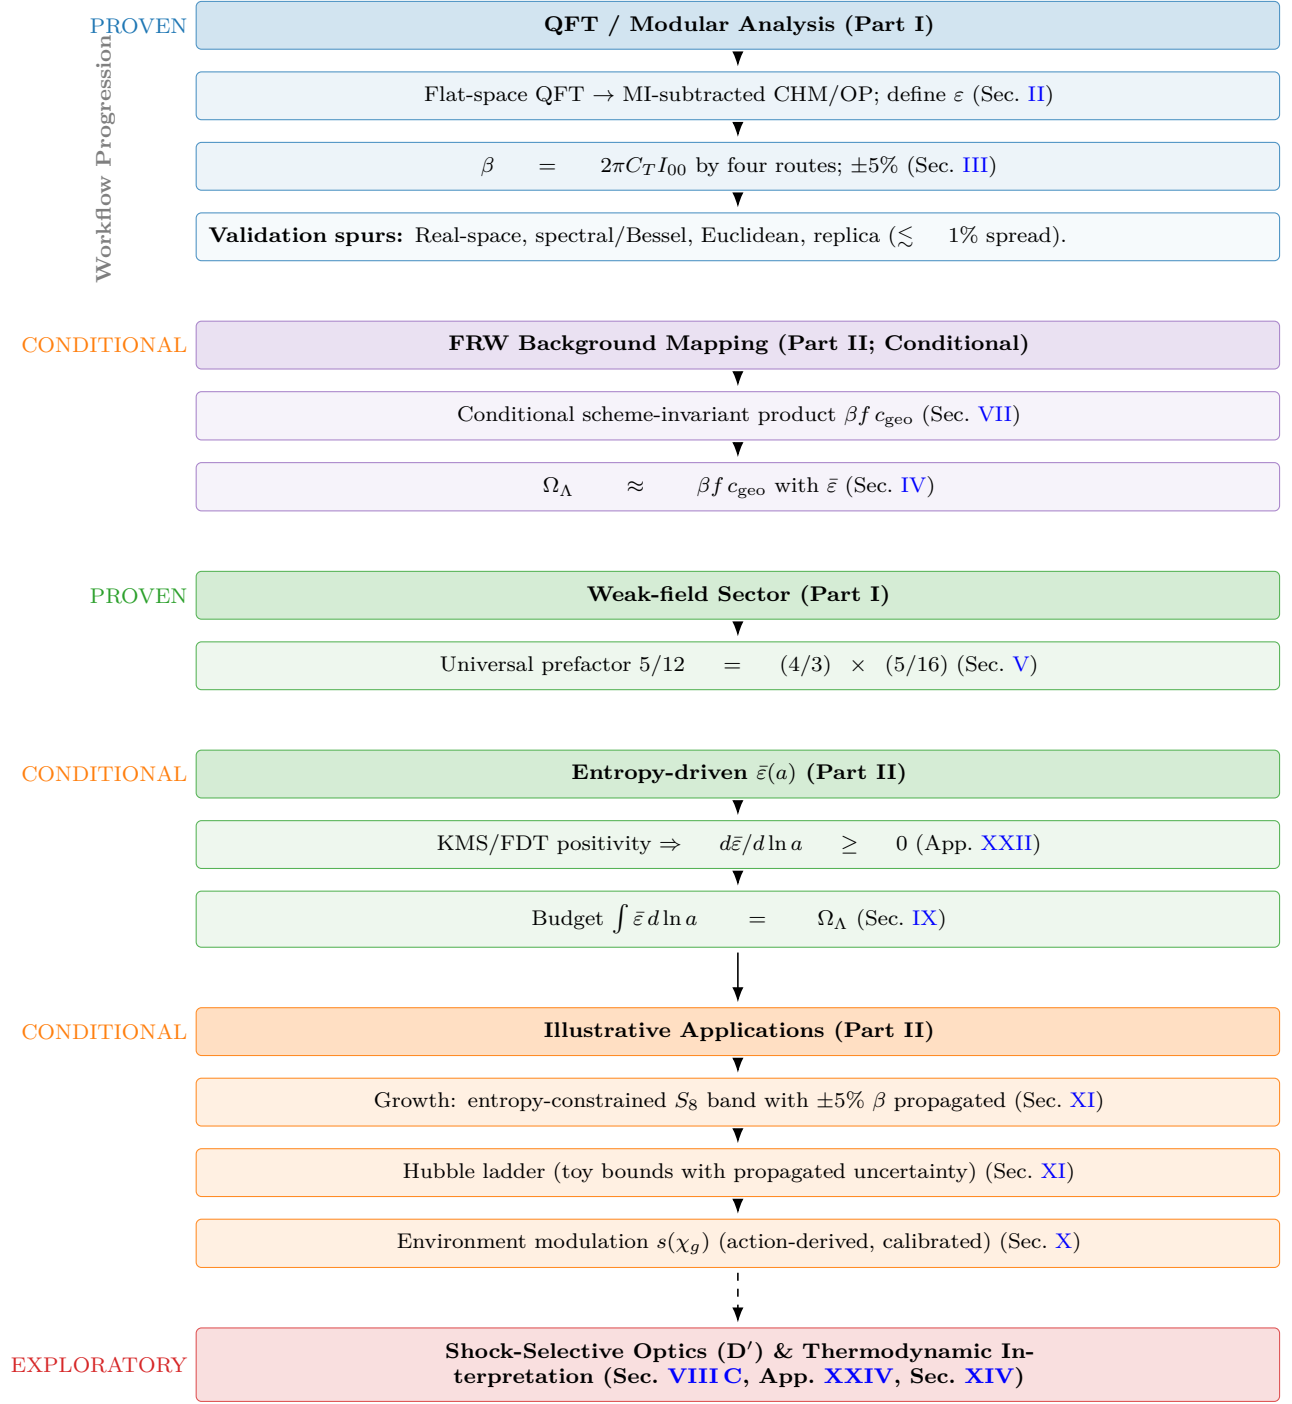 PROVEN
QFT / Modular Analysis (Part I)
Workflow Progression
Flat-space QFT → MI-subtracted CHM/OP; define ε (Sec. II)
β = 2πC_T I_00 by four routes; ±5% (Sec. III)
Validation spurs: Real-space, spectral/Bessel, Euclidean, replica (≲ 1% spread).
CONDITIONAL
FRW Background Mapping (Part II; Conditional)
Conditional scheme-invariant product βf c_geo (Sec. VII)
Ω_Λ ≈ βf c_geo with ε̄ (Sec. IV)
PROVEN
Weak-field Sector (Part I)
Universal prefactor 5/12 = (4/3) × (5/16) (Sec. V)
CONDITIONAL
Entropy-driven ε̄(a) (Part II)
KMS/FDT positivity ⇒ dε̄/d ln a ≥ 0 (App. XXII)
Budget ∫ ε̄ d ln a = Ω_Λ (Sec. IX)
CONDITIONAL
Illustrative Applications (Part II)
Growth: entropy-constrained S_8 band with ±5% β propagated (Sec. XI)
Hubble ladder (toy bounds with propagated uncertainty) (Sec. XI)
Environment modulation s(χ_g) (action-derived, calibrated) (Sec. X)
EXPLORATORY
Shock-Selective Optics (D′) & Thermodynamic In-
terpretation (Sec. VIII C, App. XXIV, Sec. XIV)